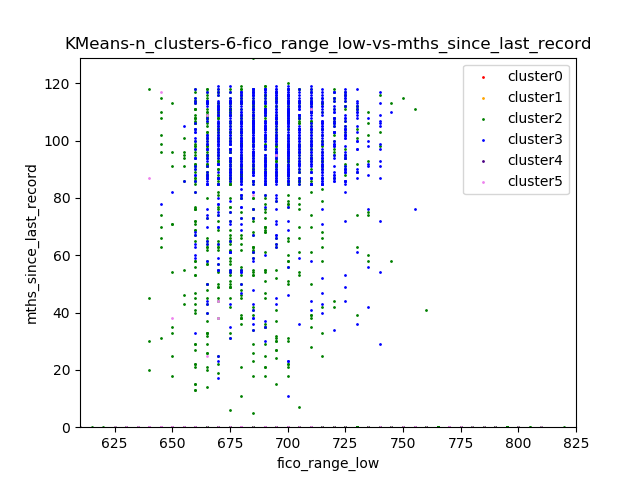 KMeans-n_clusters-6-fico_range_low-vs-mths_since_last_record
cluster0
cluster1
cluster2
cluster3
cluster4
cluster5
120
100
80
60
40
20
0
mths_since_last_record
625 650 675 700 725 750 775 800 825
fico_range_low